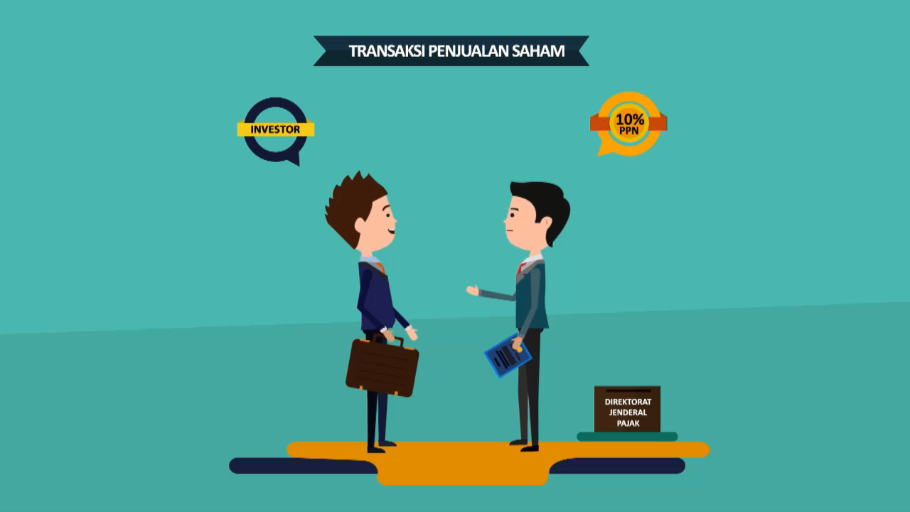 TRANSAKSI PENJUALAN SAHAM
INVESTOR
10%
PPN
DIREKTORAT
JENDERAL
PAJAK